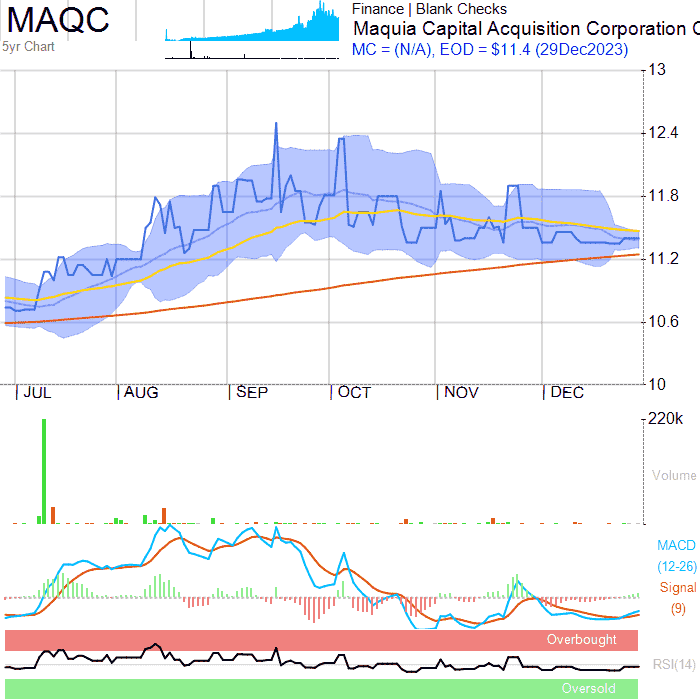 MAQC
5yr Chart
Finance | Blank Checks
Maquia Capital Acquisition Corporation C
MC = (N/A), EOD = $11.4 (29Dec2023)
13
12.4
11.8
11.2
10.6
10
JUL AUG SEP OCT NOV DEC
220k
Volume
MACD
(12-26)
Signal
(9)
Overbought
RSI(14)
Oversold